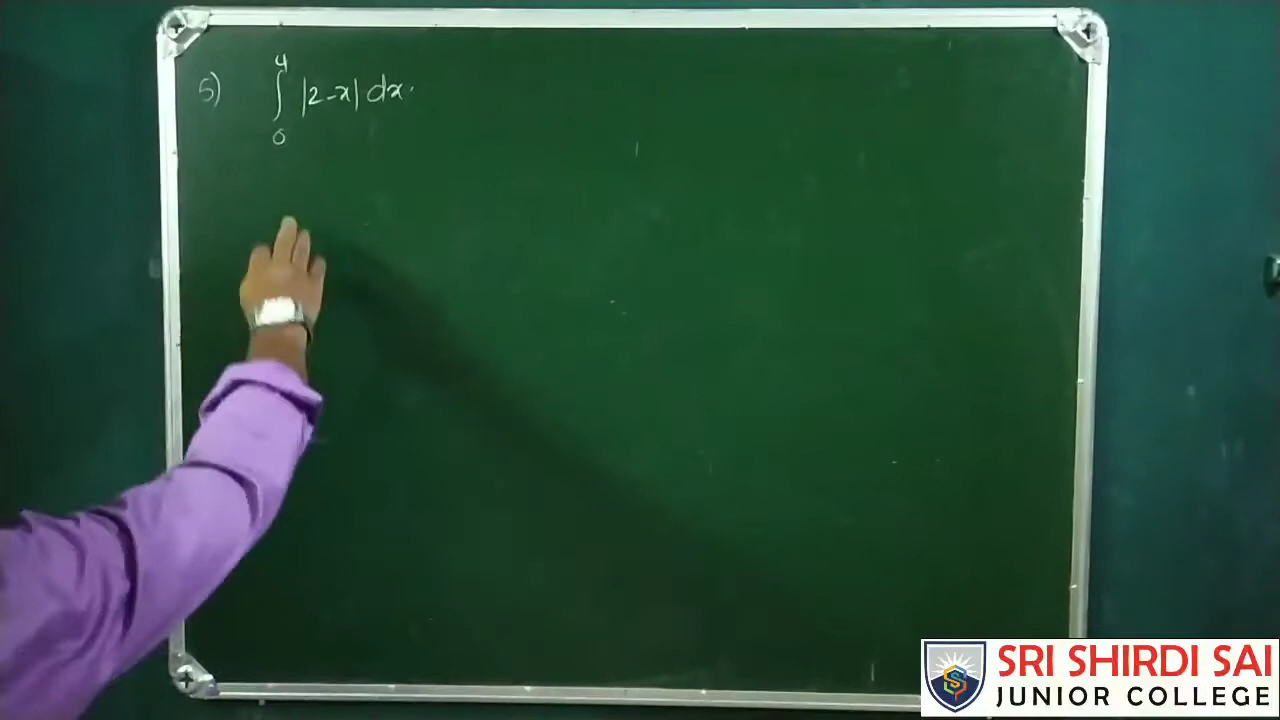 5) ∫₀⁴ |2-x| dx.
SRI SHIRDI SAI
JUNIOR COLLEGE